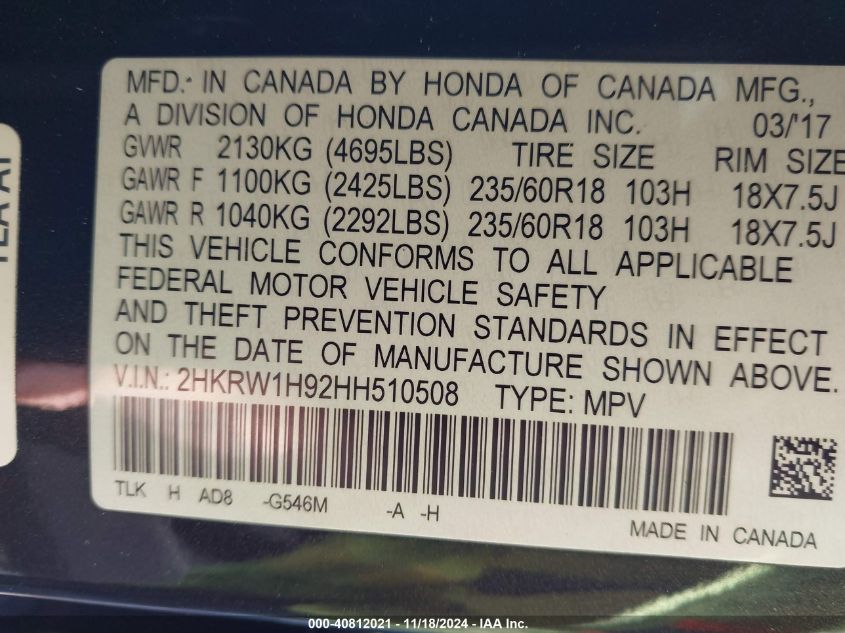 MFD. IN CANADA BY HONDA OF CANADA MFG.,
A DIVISION OF HONDA CANADA INC. 03/'17
GVWR 2130KG (4695LBS) TIRE SIZE RIM SIZE
GAWR F 1100KG (2425LBS) 235/60R18 103H 18X7.5J
GAWR R 1040KG (2292LBS) 235/60R18 103H 18X7.5J
THIS VEHICLE CONFORMS TO ALL APPLICABLE
FEDERAL MOTOR VEHICLE SAFETY
AND THEFT PREVENTION STANDARDS IN EFFECT
ON THE DATE OF MANUFACTURE SHOWN ABOVE.
V.I.N.: 2HKRW1H92HH510508 TYPE: MPV
TLK H AD8 -G546M -A -H
MADE IN CANADA
000-40812021 - 11/18/2024 - IAA Inc.